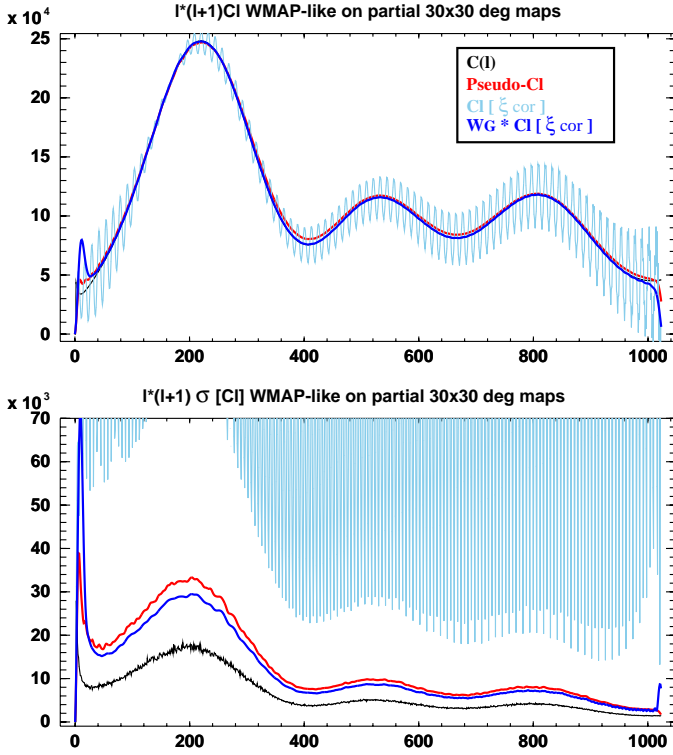 l*(l+1)Cl WMAP-like on partial 30x30 deg maps
x 10⁴
25
20
15
10
5
0
C(l)
Pseudo-Cl
Cl [ ξ cor ]
WG * Cl [ ξ cor ]
0 200 400 600 800 1000
l*(l+1) σ [Cl] WMAP-like on partial 30x30 deg maps
x 10³
70
60
50
40
30
20
10
0
0 200 400 600 800 1000